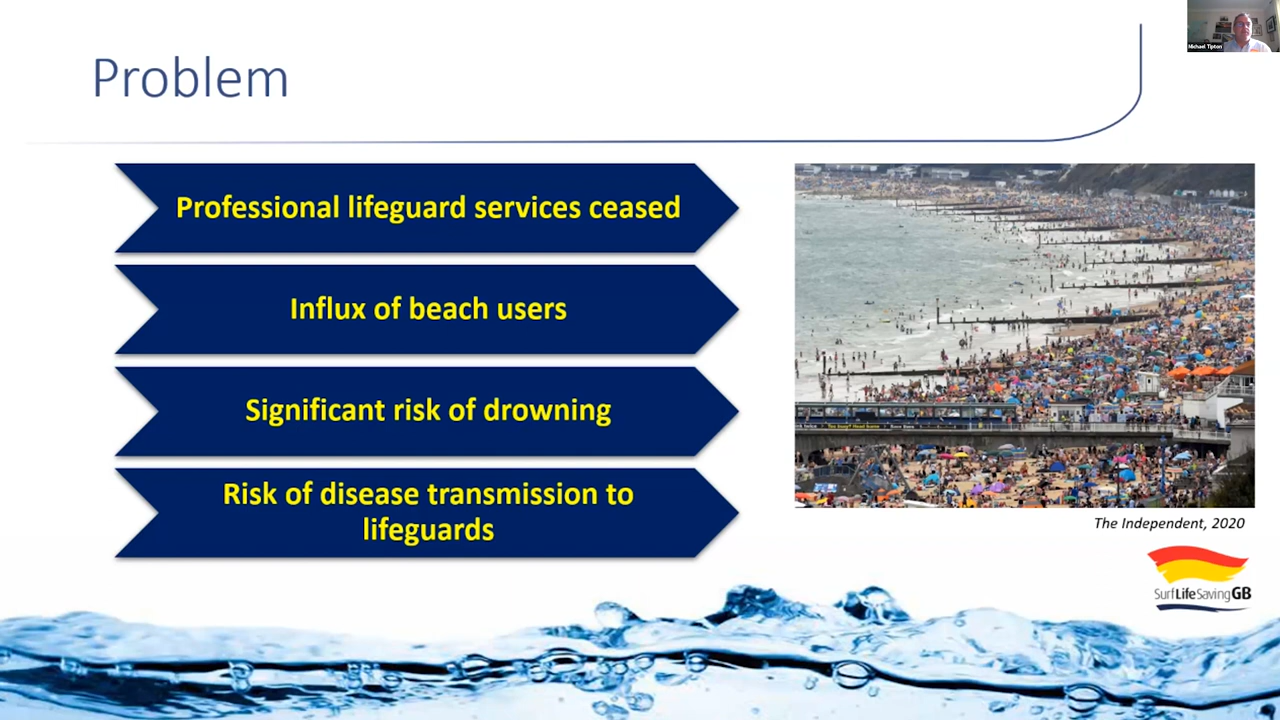 Michael Tipton
Problem
Professional lifeguard services ceased
Influx of beach users
Significant risk of drowning
Risk of disease transmission to
lifeguards
The Independent, 2020
SurfLifeSavingGB